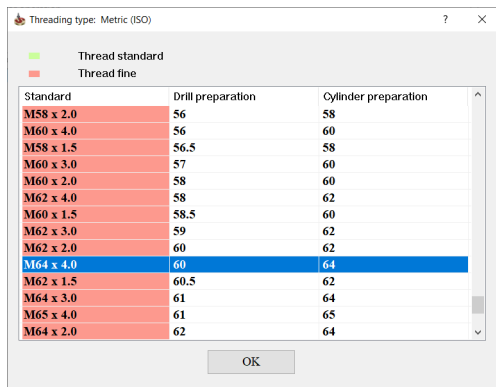 Threading type: Metric (ISO) ? ×
Thread standard
Thread fine
Standard Drill preparation Cylinder preparation
M58 x 2.0 56 58
M60 x 4.0 56 60
M58 x 1.5 56.5 58
M60 x 3.0 57 60
M60 x 2.0 58 60
M62 x 4.0 58 62
M60 x 1.5 58.5 60
M62 x 3.0 59 62
M62 x 2.0 60 62
M64 x 4.0 60 64
M62 x 1.5 60.5 62
M64 x 3.0 61 64
M65 x 4.0 61 65
M64 x 2.0 62 64
OK